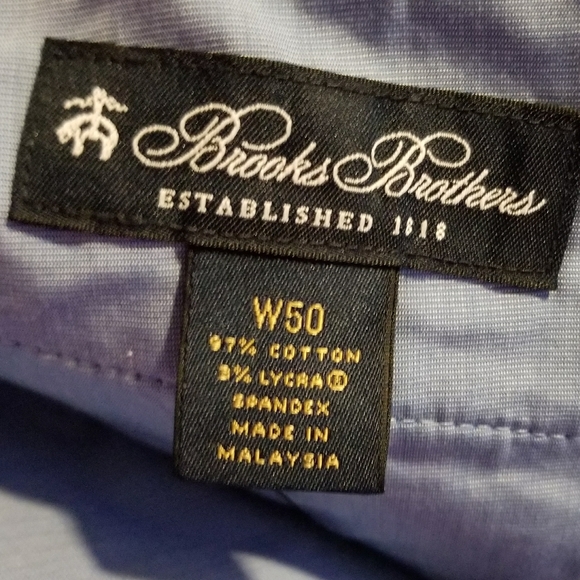 Brooks Brothers
ESTABLISHED 1818
W50
97% COTTON
3% LYCRA®
SPANDEX
MADE IN
MALAYSIA